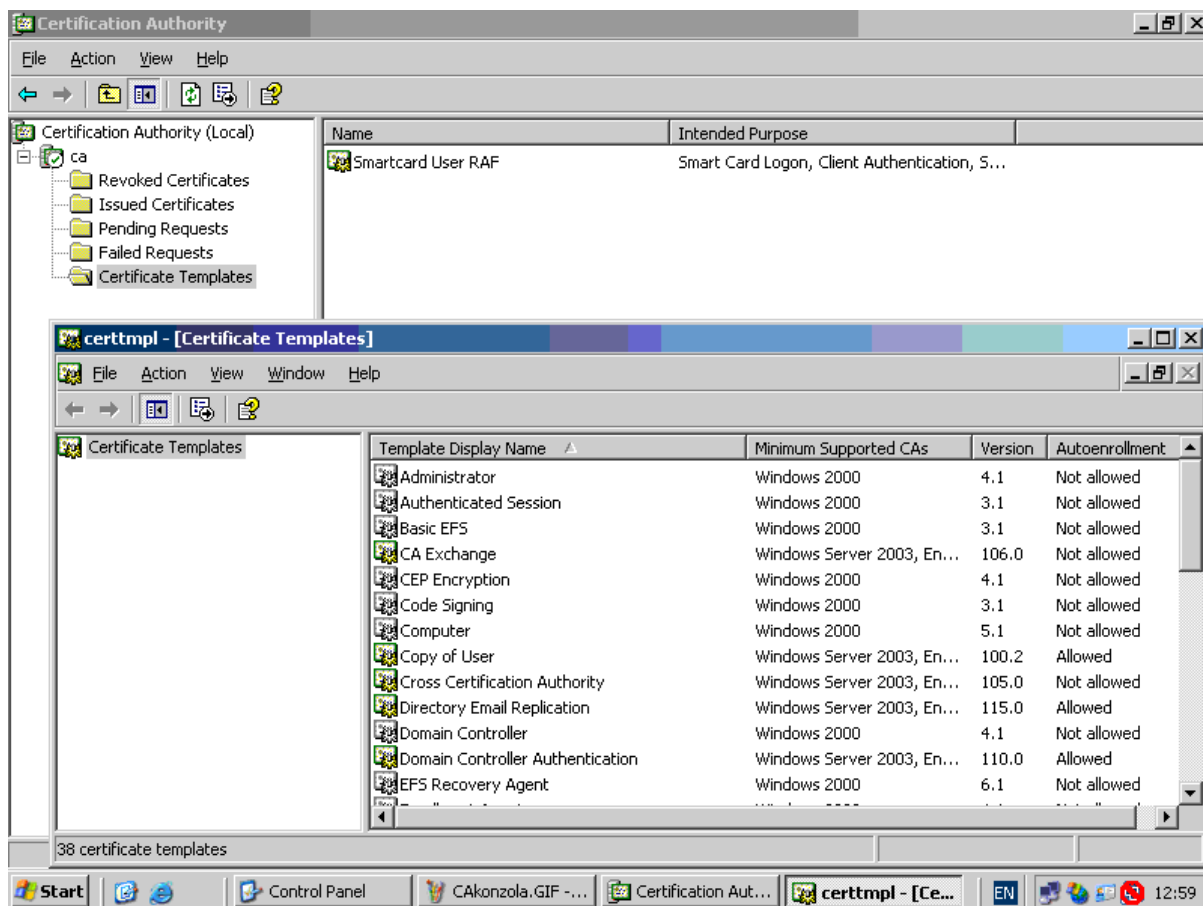 Certification Authority
File Action View Help
Certification Authority (Local)
ca
Revoked Certificates
Issued Certificates
Pending Requests
Failed Requests
Certificate Templates
Name Intended Purpose
Smartcard User RAF Smart Card Logon, Client Authentication, S...
certtmpl - [Certificate Templates]
File Action View Window Help
Certificate Templates
Template Display Name Minimum Supported CAs Version Autoenrollment
Administrator Windows 2000 4.1 Not allowed
Authenticated Session Windows 2000 3.1 Not allowed
Basic EFS Windows 2000 3.1 Not allowed
CA Exchange Windows Server 2003, En... 106.0 Not allowed
CEP Encryption Windows 2000 4.1 Not allowed
Code Signing Windows 2000 3.1 Not allowed
Computer Windows 2000 5.1 Not allowed
Copy of User Windows Server 2003, En... 100.2 Allowed
Cross Certification Authority Windows Server 2003, En... 105.0 Not allowed
Directory Email Replication Windows Server 2003, En... 115.0 Allowed
Domain Controller Windows 2000 4.1 Not allowed
Domain Controller Authentication Windows Server 2003, En... 110.0 Allowed
EFS Recovery Agent Windows 2000 6.1 Not allowed
38 certificate templates
Start Control Panel CAkonzola.GIF -... Certification Aut... certtmpl - [Ce... EN 12:59